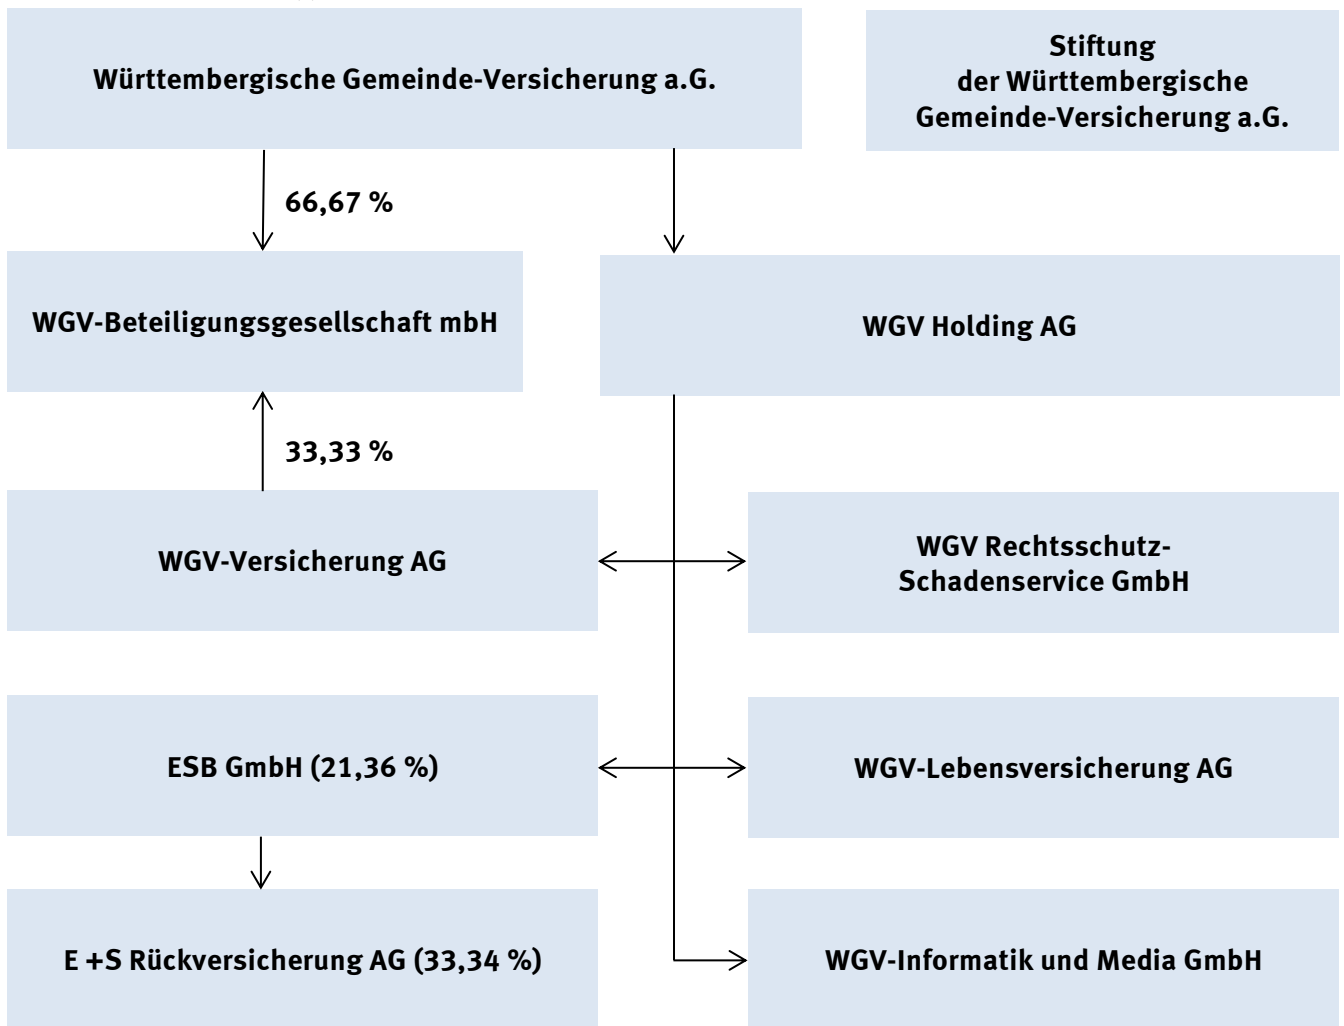 Württembergische Gemeinde-Versicherung a.G.
Stiftung
der Württembergische
Gemeinde-Versicherung a.G.
66,67 %
WGV-Beteiligungsgesellschaft mbH
WGV Holding AG
33,33 %
WGV-Versicherung AG
WGV Rechtsschutz-
Schadenservice GmbH
ESB GmbH (21,36 %)
WGV-Lebensversicherung AG
E +S Rückversicherung AG (33,34 %)
WGV-Informatik und Media GmbH